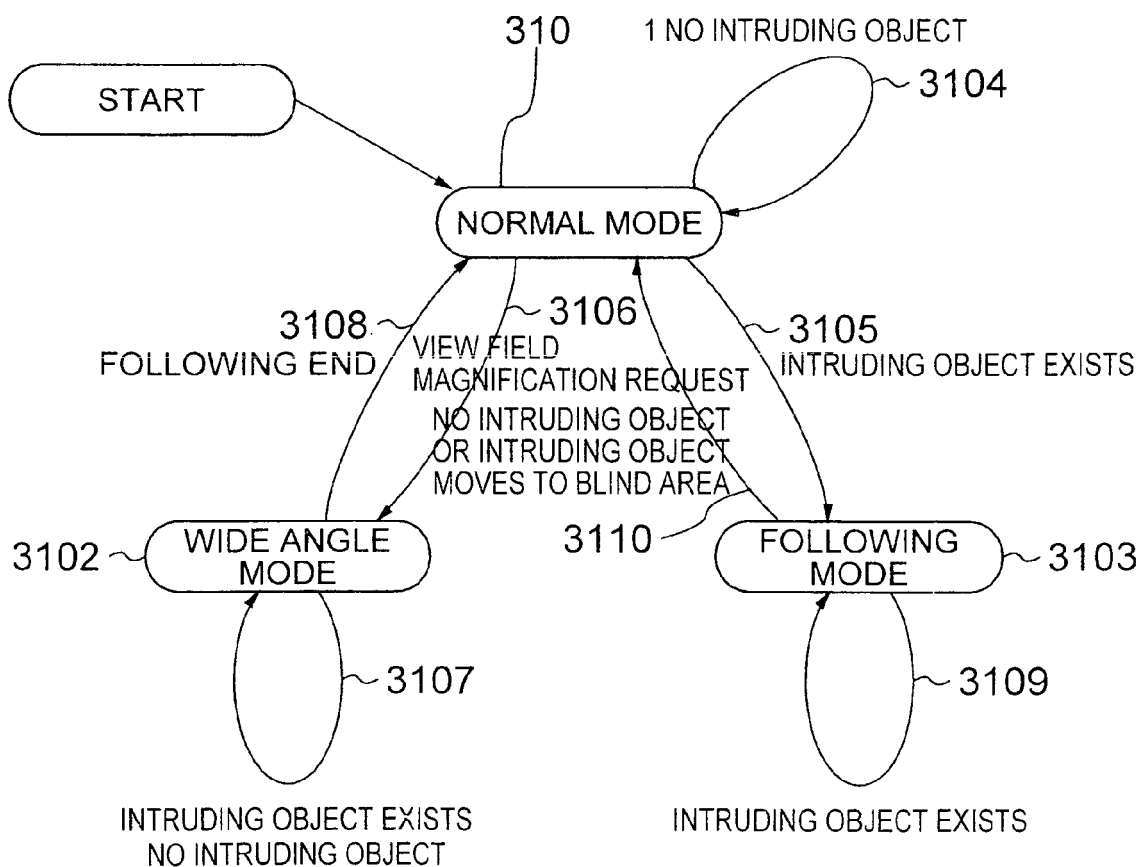 310
1 NO INTRUDING OBJECT
START
3104
NORMAL MODE
3108
FOLLOWING END
3106
VIEW FIELD
MAGNIFICATION REQUEST
3105
INTRUDING OBJECT EXISTS
NO INTRUDING OBJECT
OR INTRUDING OBJECT
MOVES TO BLIND AREA
3110
3102
WIDE ANGLE
MODE
FOLLOWING
MODE
3103
3107
3109
INTRUDING OBJECT EXISTS
NO INTRUDING OBJECT
INTRUDING OBJECT EXISTS